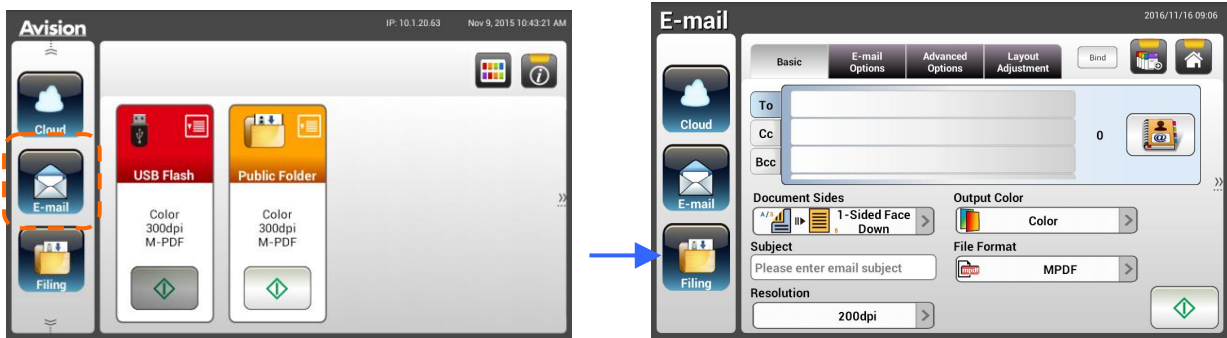 Avision
IP: 10.1.20.63
Nov 9, 2015 10:43:21 AM
Cloud
E-mail
Filing
USB Flash
Color
300dpi
M-PDF
Public Folder
Color
300dpi
M-PDF
E-mail
2016/11/16 09:06
Cloud
E-mail
Filing
Basic
E-mail
Options
Advanced
Options
Layout
Adjustment
Bind
To
Cc
Bcc
0
Document Sides
A/B
1-Sided Face
Down
B
Output Color
Color
Subject
Please enter email subject
File Format
mpdf
MPDF
Resolution
200dpi